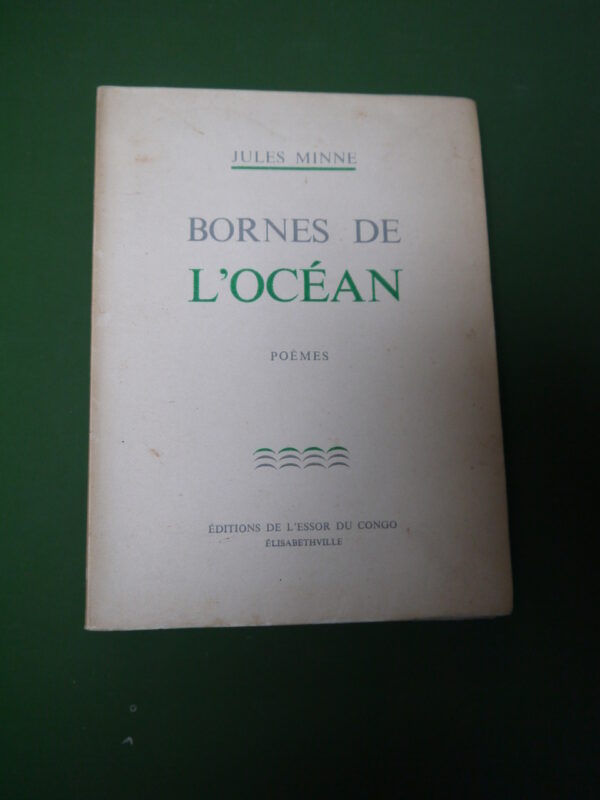 JULES MINNE
BORNES DE
L'OCÉAN
POÈMES
ÉDITIONS DE L'ESSOR DU CONGO
ÉLISABETHVILLE